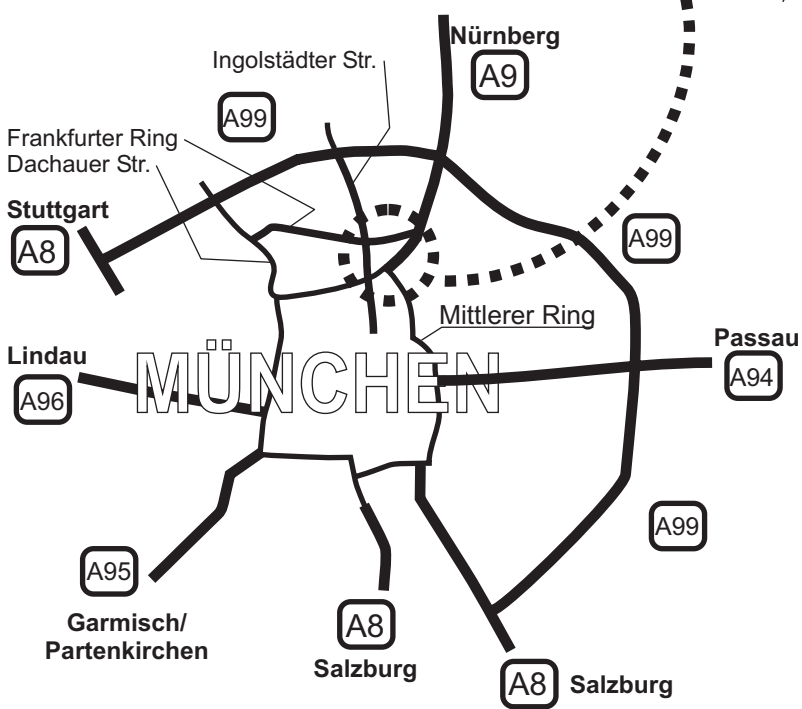 Nürnberg
A9
Ingolstädter Str.
A99
Frankfurter Ring
Dachauer Str.
Stuttgart
A8
A99
Mittlerer Ring
Passau
A94
Lindau
A96
MÜNCHEN
A99
A95
Garmisch/
Partenkirchen
A8
Salzburg
A8 Salzburg